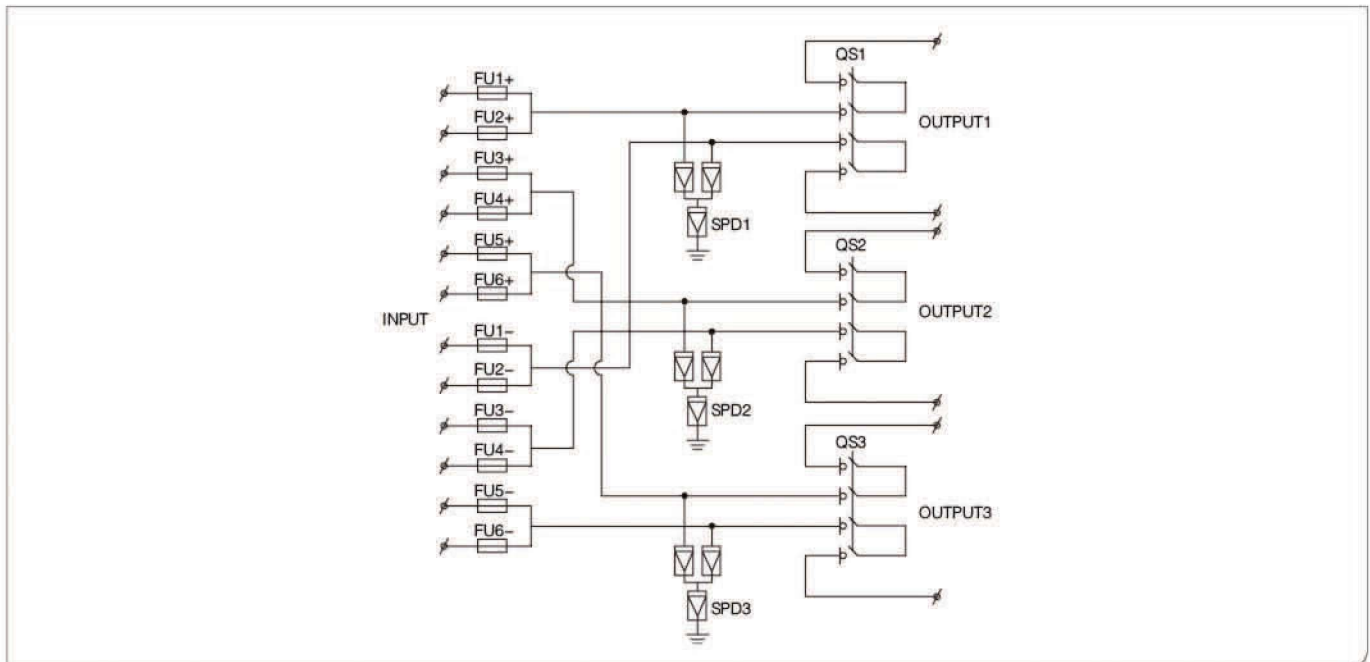 FU1+
FU2+
FU3+
FU4+
FU5+
FU6+
INPUT
FU1-
FU2-
FU3-
FU4-
FU5-
FU6-
SPD1
SPD2
SPD3
QS1
OUTPUT1
QS2
OUTPUT2
QS3
OUTPUT3